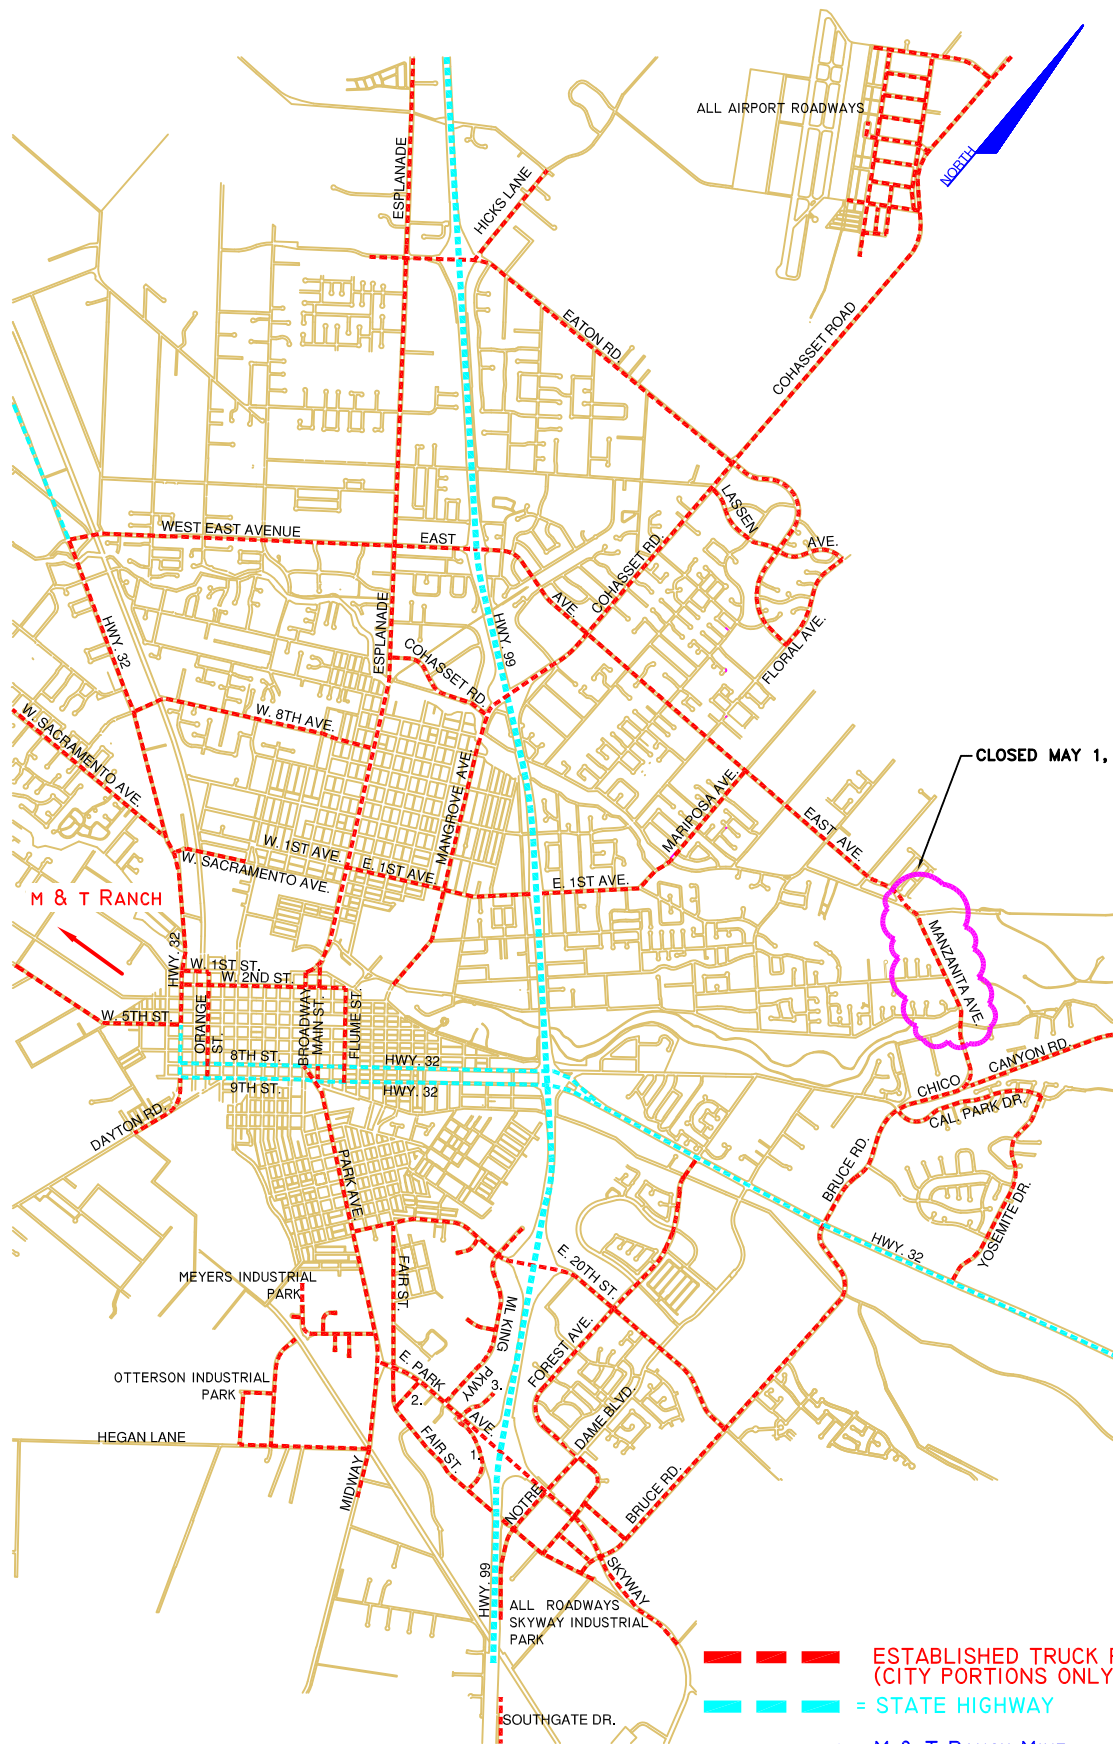 ALL AIRPORT ROADWAYS
NORTH
ESPLANADE
HICKS LANE
EATON RD.
COHASSET ROAD
LASSEN
AVE.
WEST EAST AVENUE
EAST
AVE
COHASSET RD.
HWY. 99
FLORAL AVE.
HWY. 32
ESPLANADE
COHASSET RD.
W. 8TH AVE.
W. SACRAMENTO AVE.
CLOSED MAY 1,
MANGROVE AVE.
MARIPOSA AVE.
EAST AVE.
W. 1ST AVE.
E. 1ST AVE
W. SACRAMENTO AVE.
E. 1ST AVE.
M & T RANCH
MANZANITA AVE.
HWY. 32
W. 1ST ST.
W. 2ND ST.
W. 5TH ST.
ORANGE
ST.
BROADWAY
MAIN ST.
FLUME ST.
8TH ST.
HWY. 32
9TH ST.
HWY. 32
CHICO
CANYON RD.
CAL. PARK DR.
DAYTON RD.
PARK AVE.
BRUCE RD.
YOSEMITE DR.
HWY. 32
MEYERS INDUSTRIAL
PARK
FAIR ST.
E. 20TH ST.
ML KING
PKWY
FOREST AVE.
E. PARK
AVE.
OTTERSON INDUSTRIAL
PARK
2.
3.
1.
DAME BLVD.
HEGAN LANE
FAIR ST.
MIDWAY
NOTRE
BRUCE RD.
SKYWAY
HWY. 99
ALL ROADWAYS
SKYWAY INDUSTRIAL
PARK
ESTABLISHED TRUCK
(CITY PORTIONS ONLY
= STATE HIGHWAY
SOUTHGATE DR.